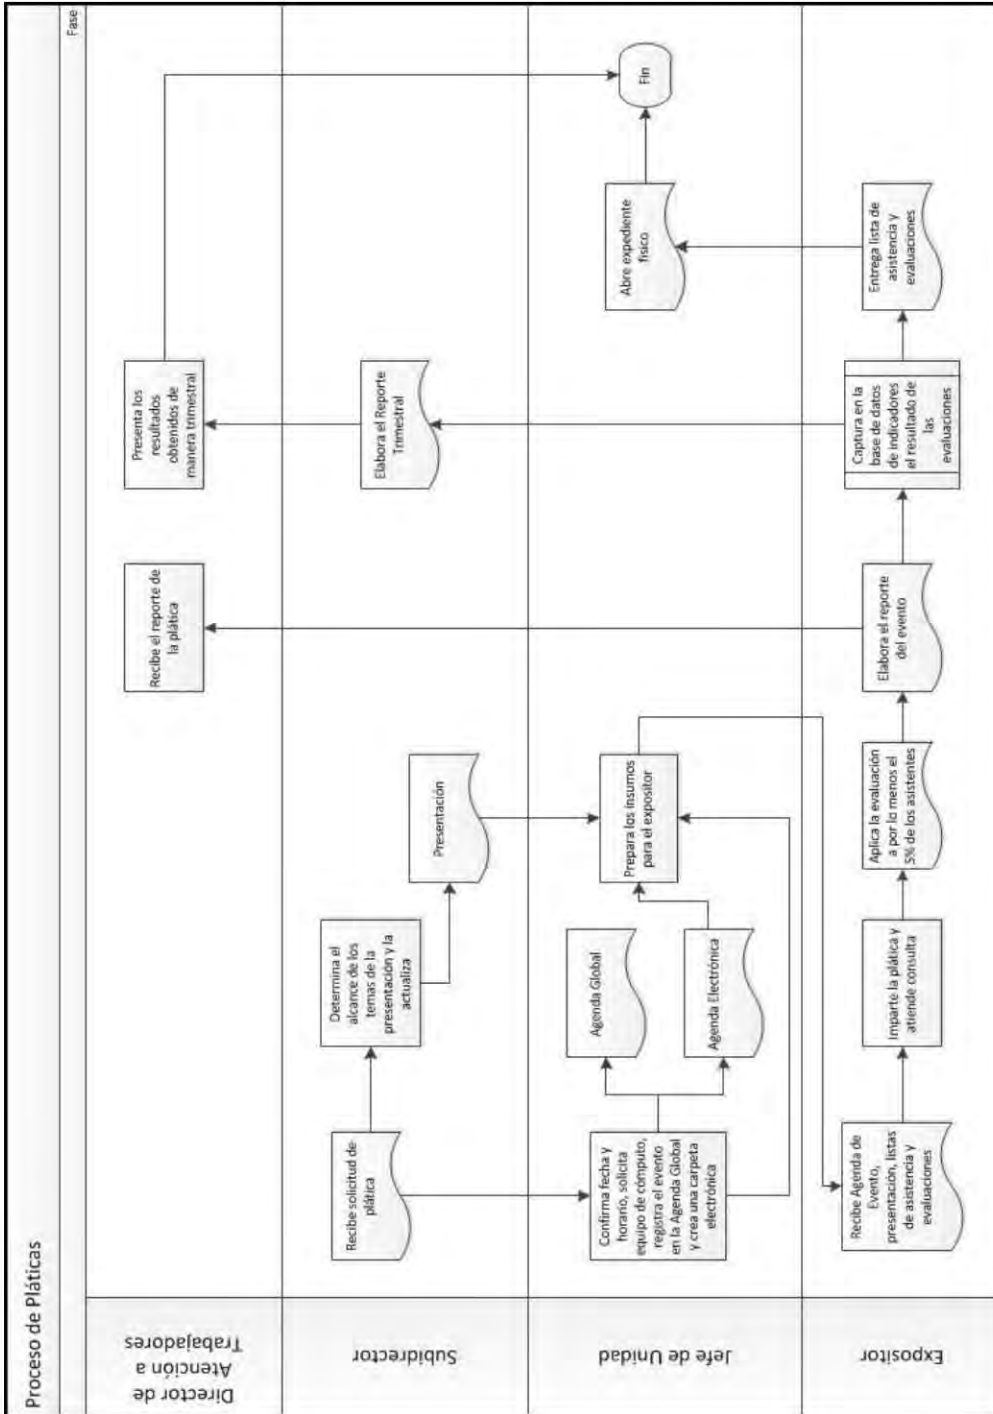 Proceso de Pláticas
Fase
Director de
Atención a
Trabajadores
Recibe el reporte de
la plática
Presenta los
resultados
obtenidos de
manera trimestral
Subdirector
Recibe solicitud de
plática
Determina el
alcance de los
temas de la
presentación y la
actualiza
Presentación
Elabora el Reporte
Trimestral
Jefe de Unidad
Confirma fecha y
horario, solicita
equipo de cómputo,
registra el evento
en la Agenda Global
y crea una carpeta
electrónica
Agenda Global
Agenda Electrónica
Prepara los insumos
para el expositor
Abre expediente
físico
Fin
Expositor
Recibe Agenda de
Evento,
presentación, listas
de asistencia y
evaluaciones
Imparte la plática y
atiende consulta
Aplica la evaluación
a por lo menos el
5% de los asistentes
Elabora el reporte
del evento
Captura en la
base de datos
de indicadores
el resultado de
las
evaluaciones
Entrega lista de
asistencia y
evaluaciones